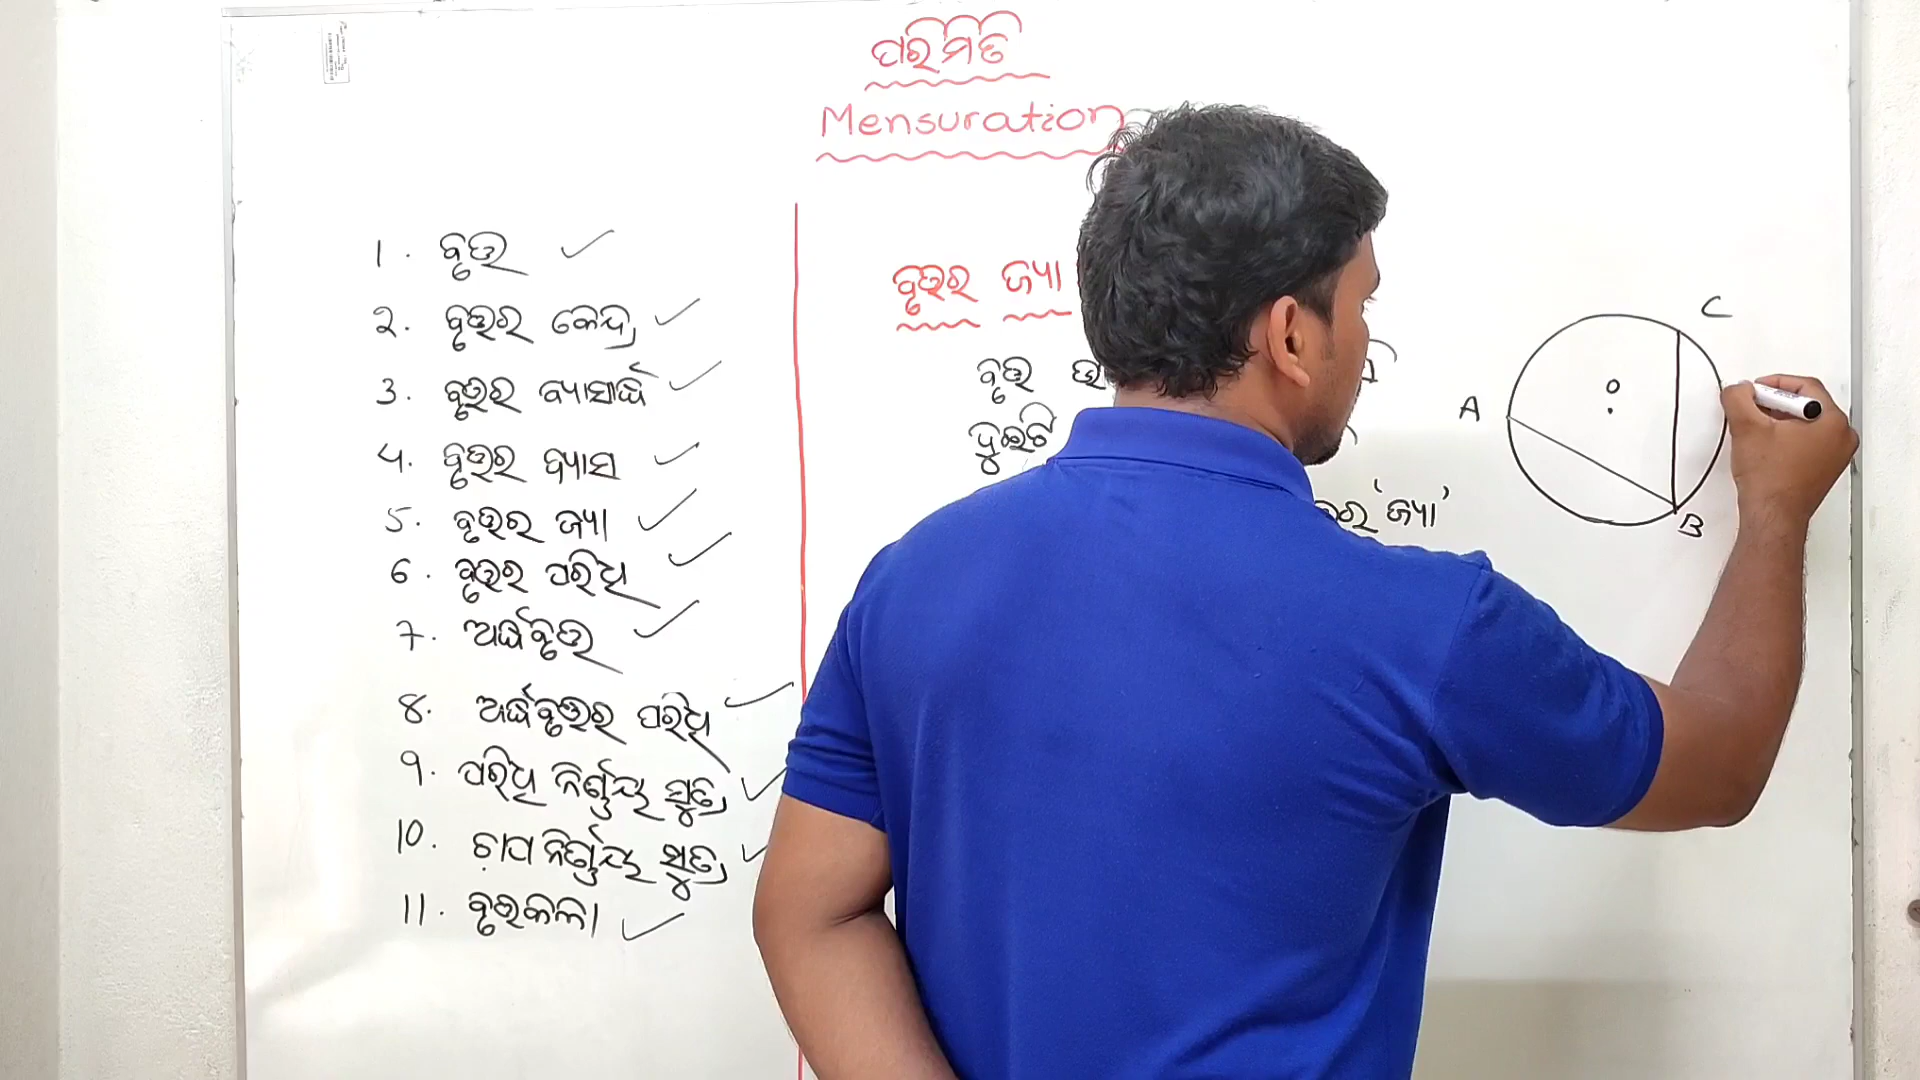 ପରିମିତି
Mensuration
1. ବୃତ୍ତ
2. ବୃତ୍ତର କେନ୍ଦ୍ର
3. ବୃତ୍ତର ବ୍ୟାସାର୍ଦ୍ଧ
4. ବୃତ୍ତର ବ୍ୟାସ
5. ବୃତ୍ତର ଜ୍ୟା
6. ବୃତ୍ତର ପରିଧି
7. ଅର୍ଦ୍ଧବୃତ୍ତ
8. ଅର୍ଦ୍ଧବୃତ୍ତର ପରିଧି
9. ପରିଧି ନିର୍ଣ୍ଣୟ ସୁତ୍ର
10. ଚାପ ନିର୍ଣ୍ଣୟ ସୁତ୍ର
11. ବୃତ୍ତକଳା
ବୃତ୍ତର ଜ୍ୟା
ବୃତ୍ତ
ଦୁଇଟି
'ଜ୍ୟା'
C
O
A
B